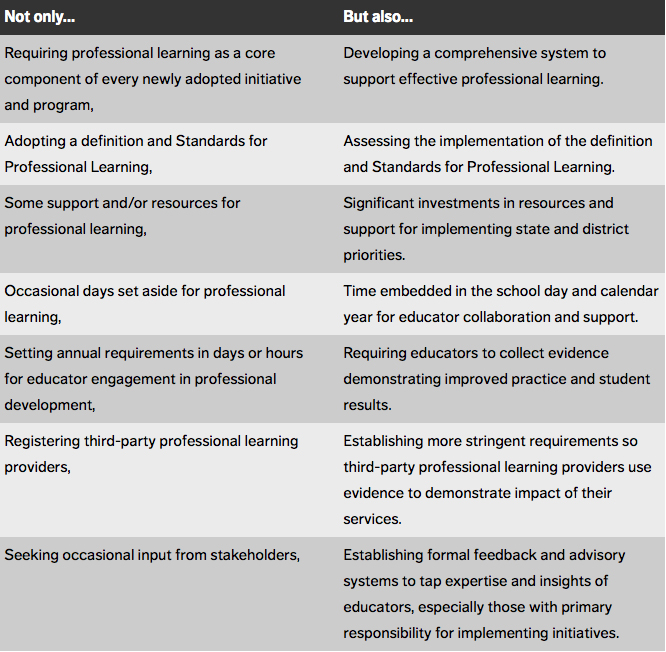 Not only...
But also...
Requiring professional learning as a core
component of every newly adopted initiative
and program,
Developing a comprehensive system to
support effective professional learning.
Adopting a definition and Standards for
Professional Learning,
Assessing the implementation of the definition
and Standards for Professional Learning.
Some support and/or resources for
professional learning,
Significant investments in resources and
support for implementing state and district
priorities.
Occasional days set aside for professional
learning,
Time embedded in the school day and calendar
year for educator collaboration and support.
Setting annual requirements in days or hours
for educator engagement in professional
development,
Requiring educators to collect evidence
demonstrating improved practice and student
results.
Registering third-party professional learning
providers,
Establishing more stringent requirements so
third-party professional learning providers use
evidence to demonstrate impact of their
services.
Seeking occasional input from stakeholders,
Establishing formal feedback and advisory
systems to tap expertise and insights of
educators, especially those with primary
responsibility for implementing initiatives.